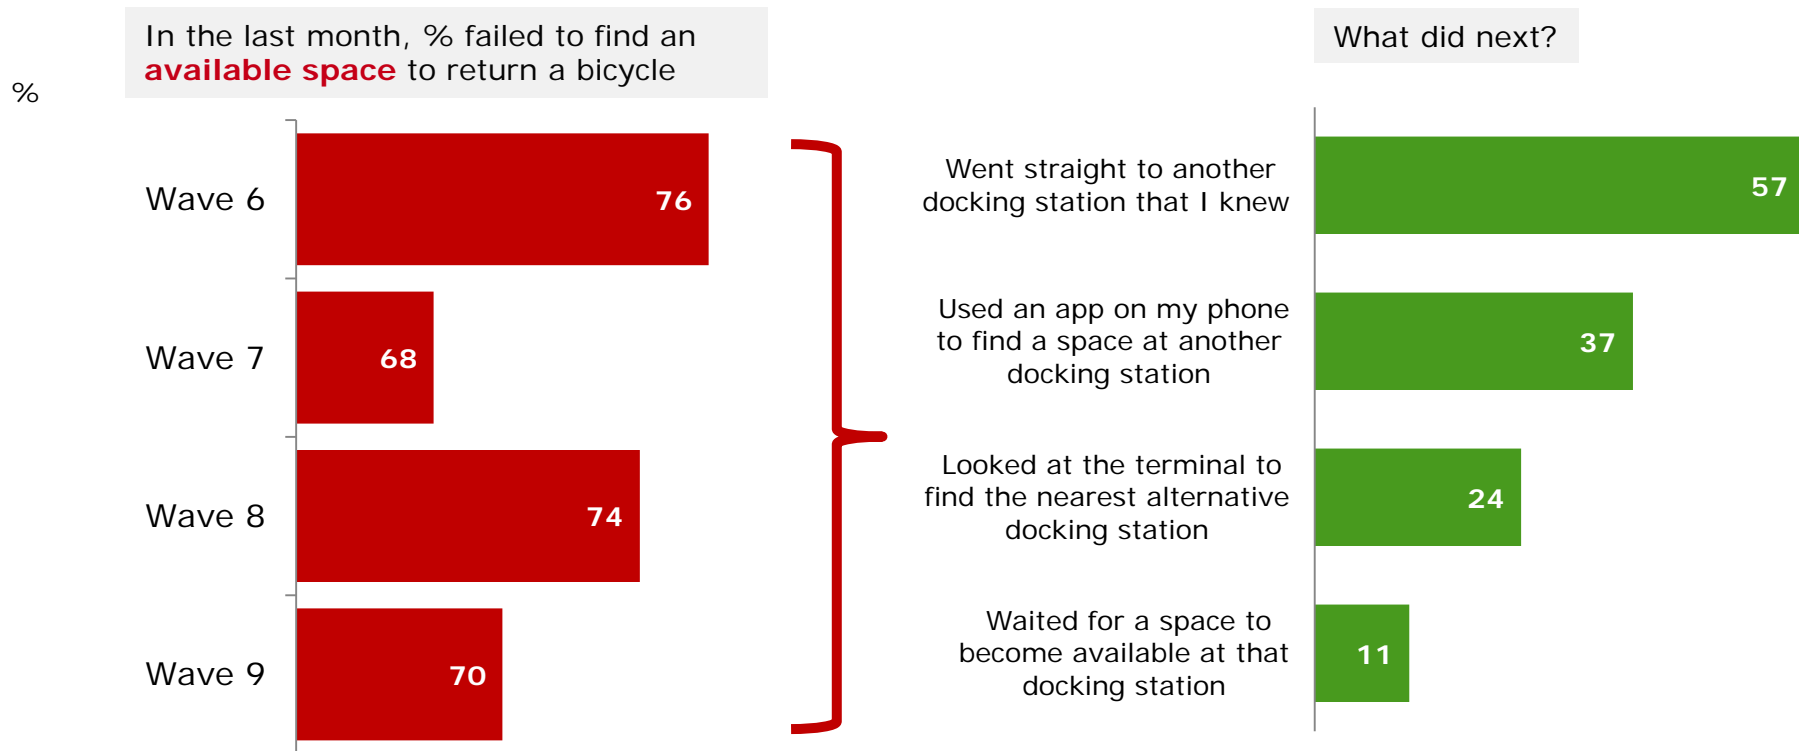 In the last month, % failed to find an
available space to return a bicycle
What did next?
%
Wave 6
76
Wave 7
68
Wave 8
74
Wave 9
70
Went straight to another
docking station that I knew
57
Used an app on my phone
to find a space at another
docking station
37
Looked at the terminal to
find the nearest alternative
docking station
24
Waited for a space to
become available at that
docking station
11